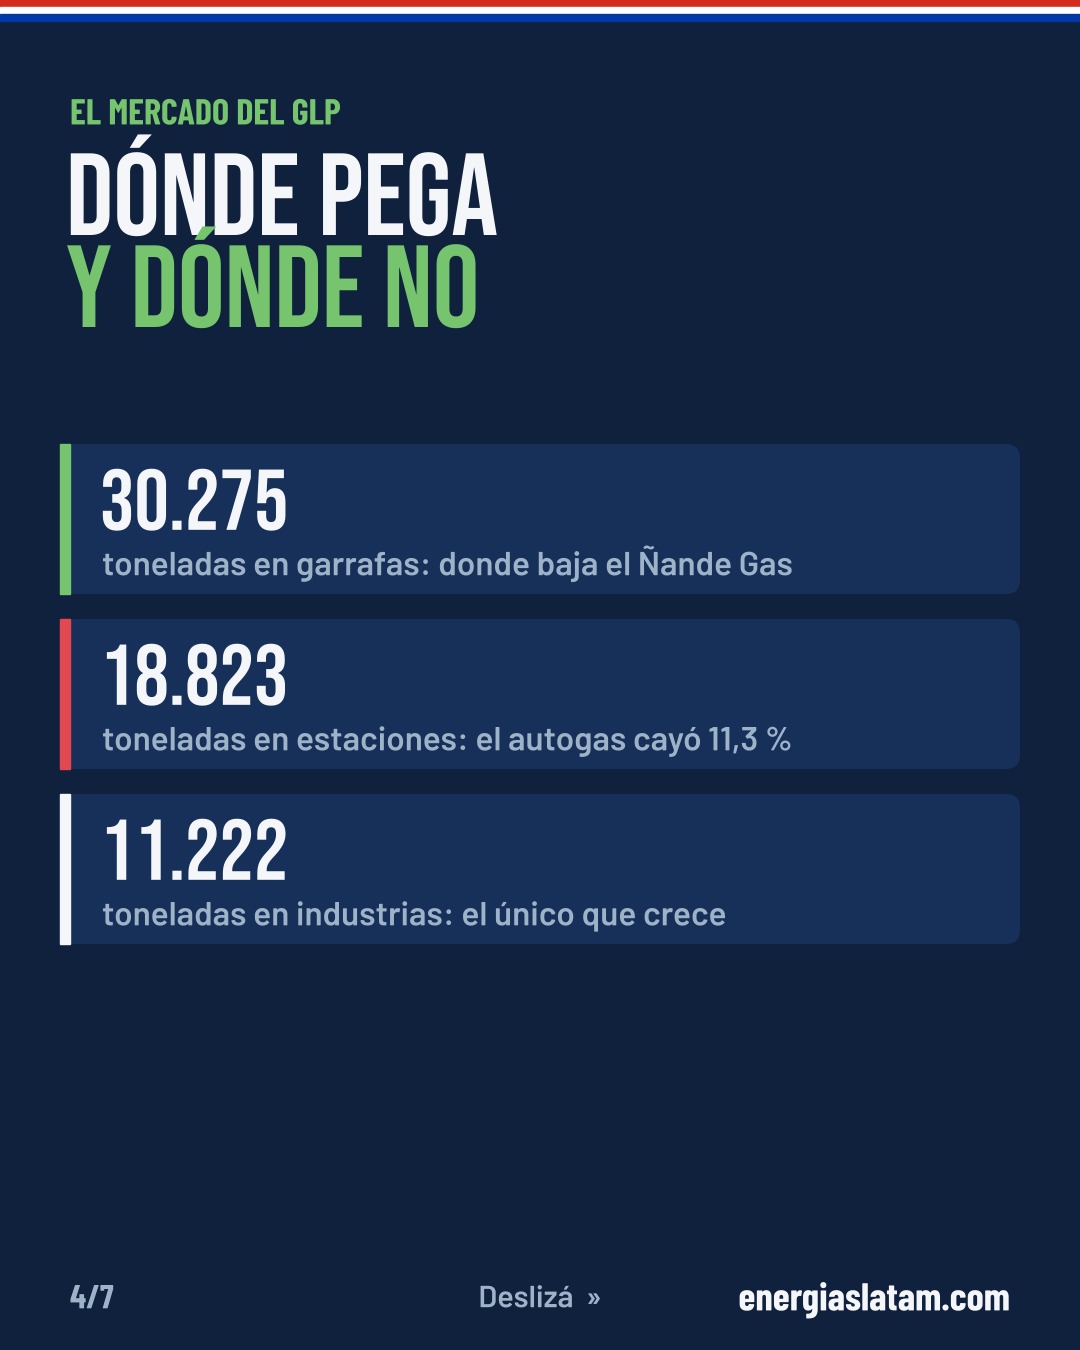 EL MERCADO DEL GLP
DÓNDE PEGA
Y DÓNDE NO
30.275
toneladas en garrafas: donde baja el Ñande Gas
18.823
toneladas en estaciones: el autogas cayó 11,3 %
11.222
toneladas en industrias: el único que crece
4/7
Deslizá »
energiaslatam.com